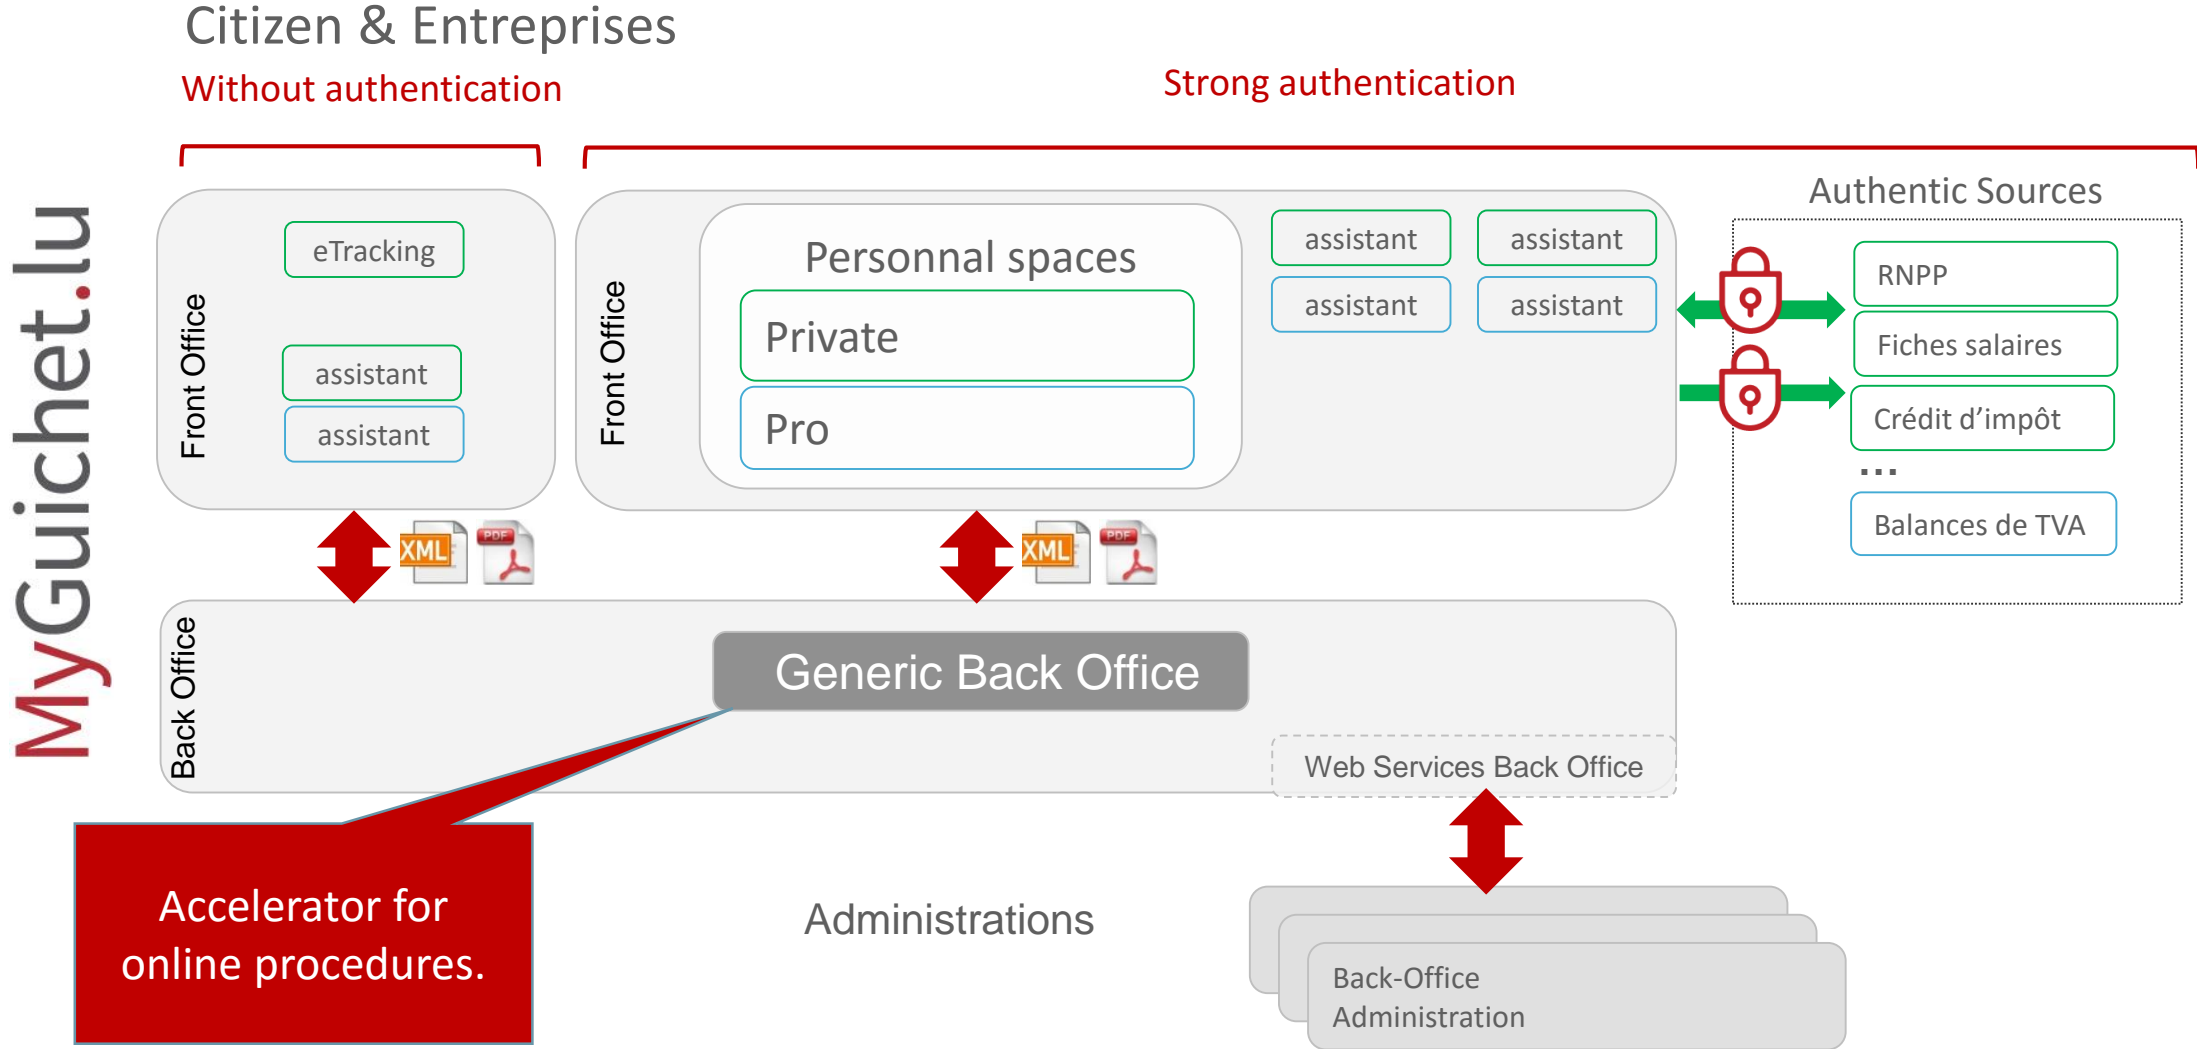 Citizen & Entreprises
Without authentication
Strong authentication
MyGuichet.lu
Front Office
eTracking
assistant
assistant
Front Office
Personnal spaces
Private
Pro
assistant
assistant
assistant
assistant
Authentic Sources
RNPP
Fiches salaires
Crédit d’impôt
...
Balances de TVA
XML
PDF
XML
PDF
Back Office
Generic Back Office
Web Services Back Office
Accelerator for
online procedures.
Administrations
Back-Office
Administration